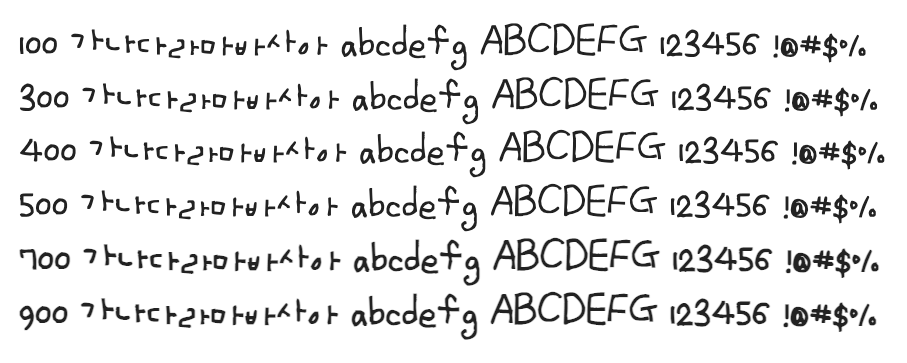 100 가나다라마바사아 abcdefg ABCDEFG 123456 !@#$%
300 가나다라마바사아 abcdefg ABCDEFG 123456 !@#$%
400 가나다라마바사아 abcdefg ABCDEFG 123456 !@#$%
500 가나다라마바사아 abcdefg ABCDEFG 123456 !@#$%
700 가나다라마바사아 abcdefg ABCDEFG 123456 !@#$%
900 가나다라마바사아 abcdefg ABCDEFG 123456 !@#$%